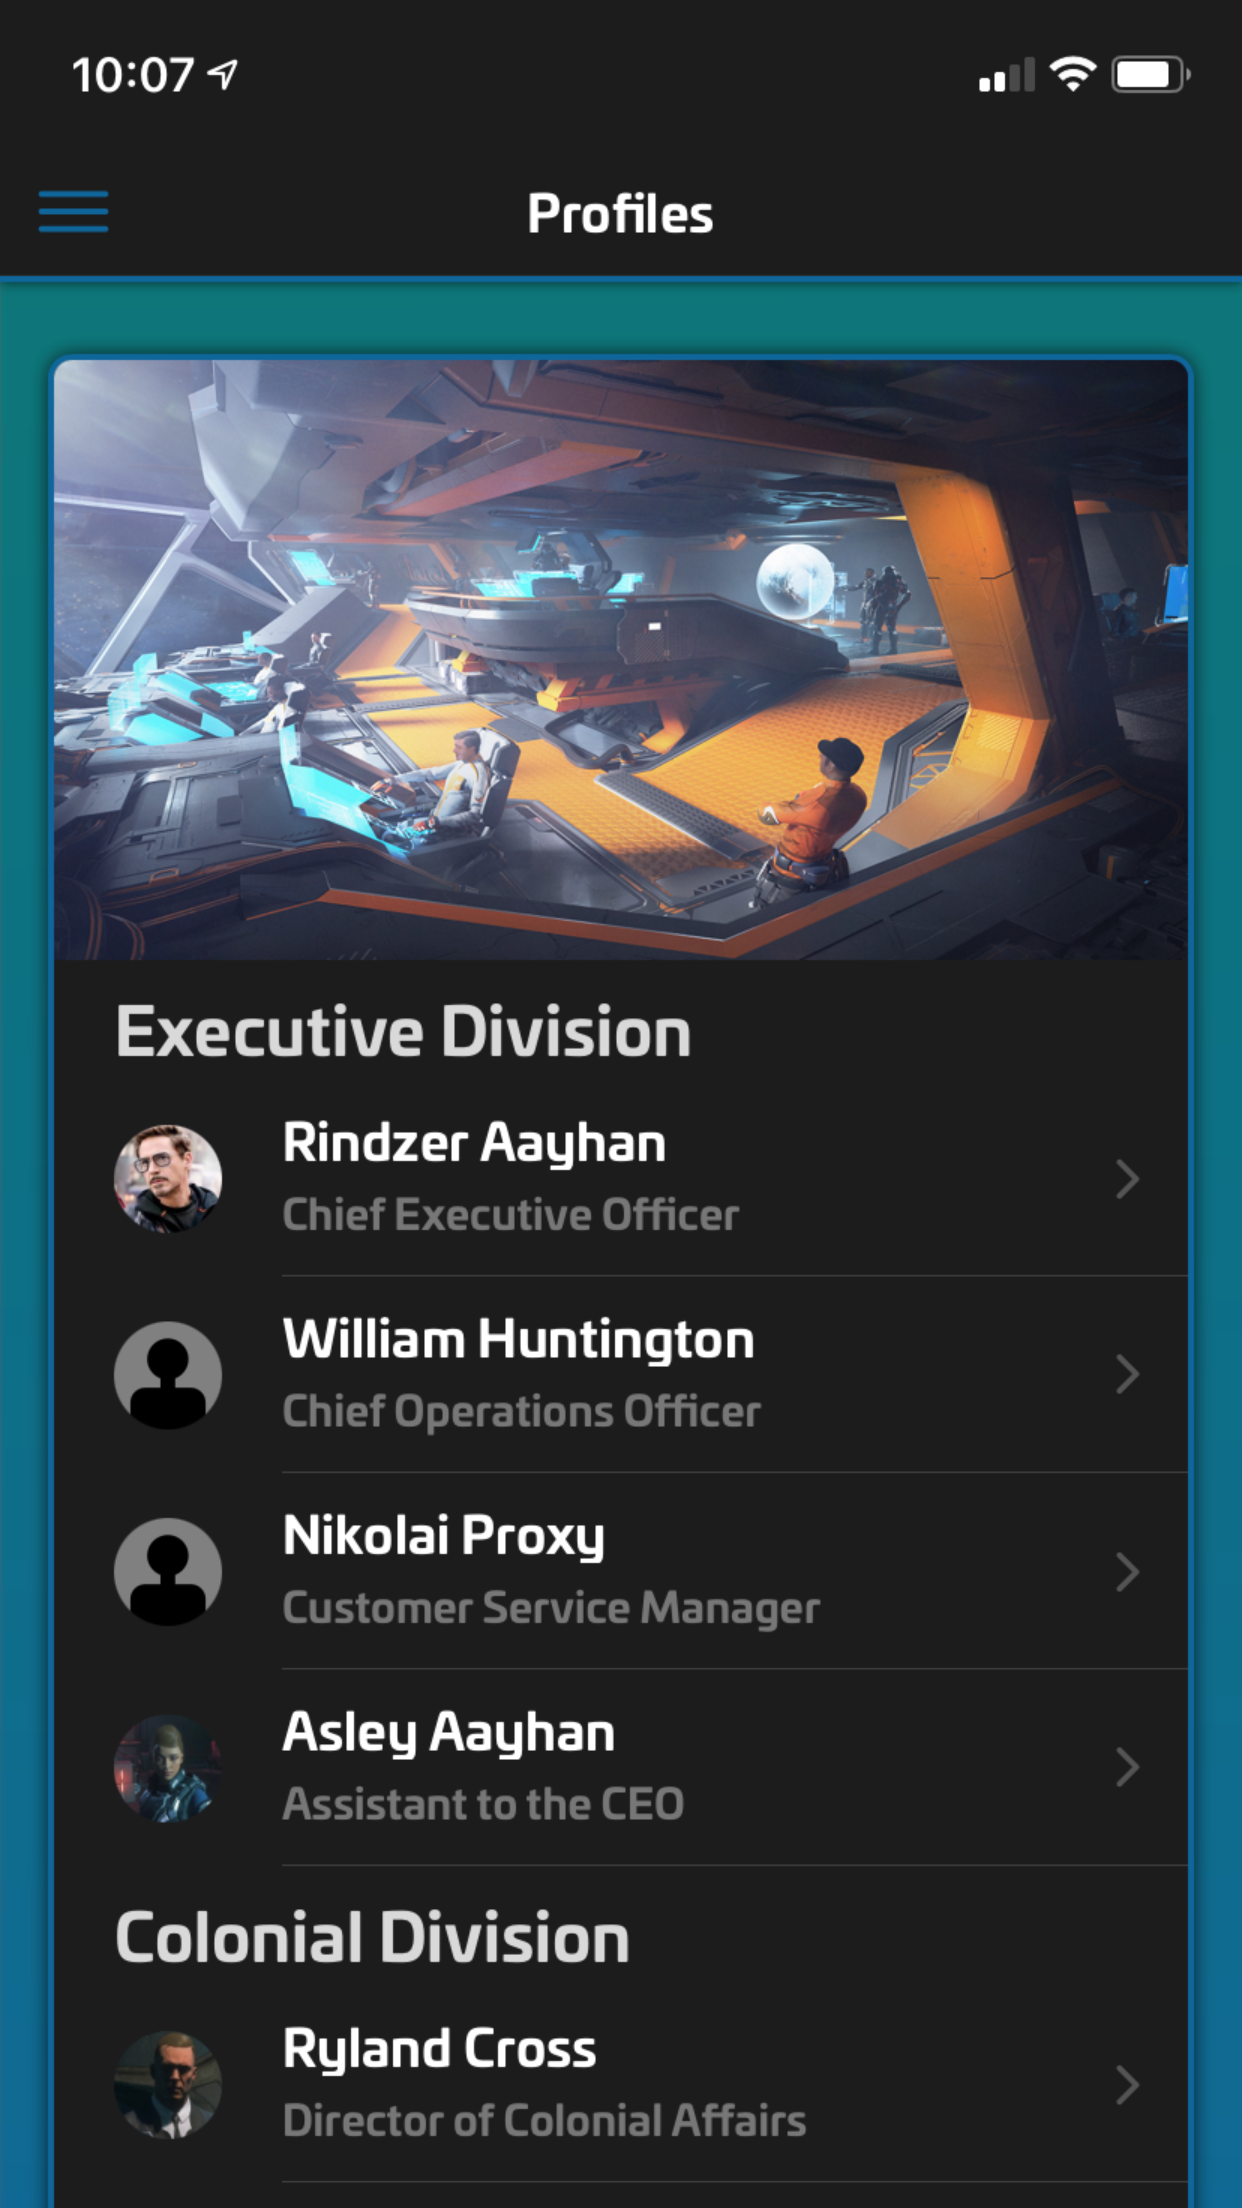 10:07
Profiles
Executive Division
Rindzer Aayhan
Chief Executive Officer
William Huntington
Chief Operations Officer
Nikolai Proxy
Customer Service Manager
Asley Aayhan
Assistant to the CEO
Colonial Division
Ryland Cross
Director of Colonial Affairs